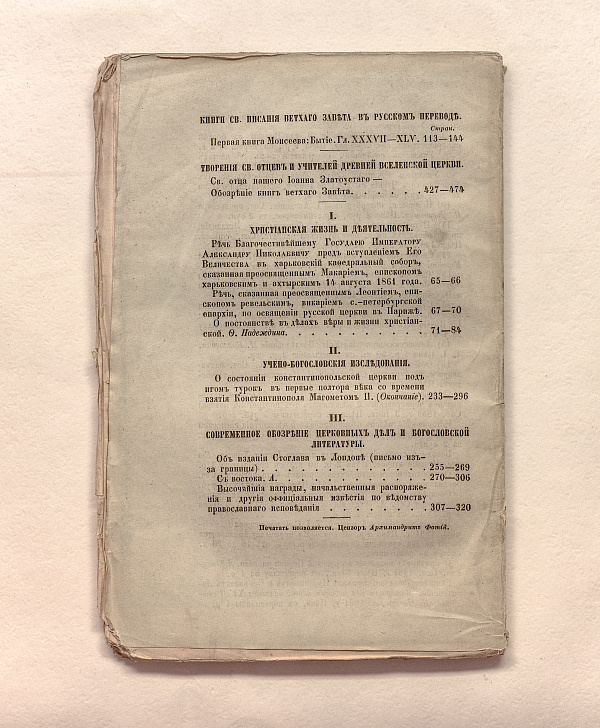 КНИГИ СВ. ПИСАНІЯ ВЕТХАГО ЗАВѢТА ВЪ РУССКОМЪ ПЕРЕВОДѢ.
Стран.
Первая книга Моисеева: Бытіе. Гл. XXXVII—XLV. 113—144
ТВОРЕНІЯ СВ. ОТЦЕВЪ И УЧИТЕЛЕЙ ДРЕВНЕЙ ВСЕЛЕНСКОЙ ЦЕРКВИ.
Св. отца нашего Іоанна Златоустаго —
Обозрѣніе книгъ ветхаго Завѣта. . . . . . 427—474
I.
ХРИСТІАНСКАЯ ЖИЗНЬ И ДѢЯТЕЛЬНОСТЬ.
Рѣчь Благочестивѣйшему Государю Императору
Александру Николаевичу предъ вступленіемъ Его
Величества въ харьковскій каѳедральный соборъ,
сказанная преосвященнымъ Макаріемъ, епископомъ
харьковскимъ и ахтырскимъ 14 августа 1861 года. 65—66
Рѣчь, сказанная преосвященнымъ Леонтіемъ, епи-
скопомъ ревельскимъ, викаріемъ с.-петербургской
епархіи, по освященіи русской церкви въ Парижѣ. 67—70
О постоянствѣ въ дѣлахъ вѣры и жизни христіан-
ской. Ѳ. Надеждина. . . . . . . . . . . 71—84
II.
УЧЕНО-БОГОСЛОВСКІЯ ИЗСЛѢДОВАНІЯ.
О состояніи константинопольской церкви подъ
игомъ турокъ въ первые полтора вѣка со времени
взятія Константинополя Магометомъ II. (Окончаніе). 233—296
III.
СОВРЕМЕННОЕ ОБОЗРѢНІЕ ЦЕРКОВНЫХЪ ДѢЛЪ И БОГОСЛОВСКОЙ
ЛИТЕРАТУРЫ.
Объ изданіи Стоглава въ Лондонѣ (письмо изъ-
за границы) . . . . . . . . . . . . . 255—269
Съ востока. А. . . . . . . . . . . . . 270—306
Высочайшія награды, начальственныя распоряже-
нія и другія оффиціальныя извѣстія по вѣдомству
православнаго исповѣданія . . . . . . . . 307—320
Печатать позволяется. Цензоръ Архимандритъ Фотій.